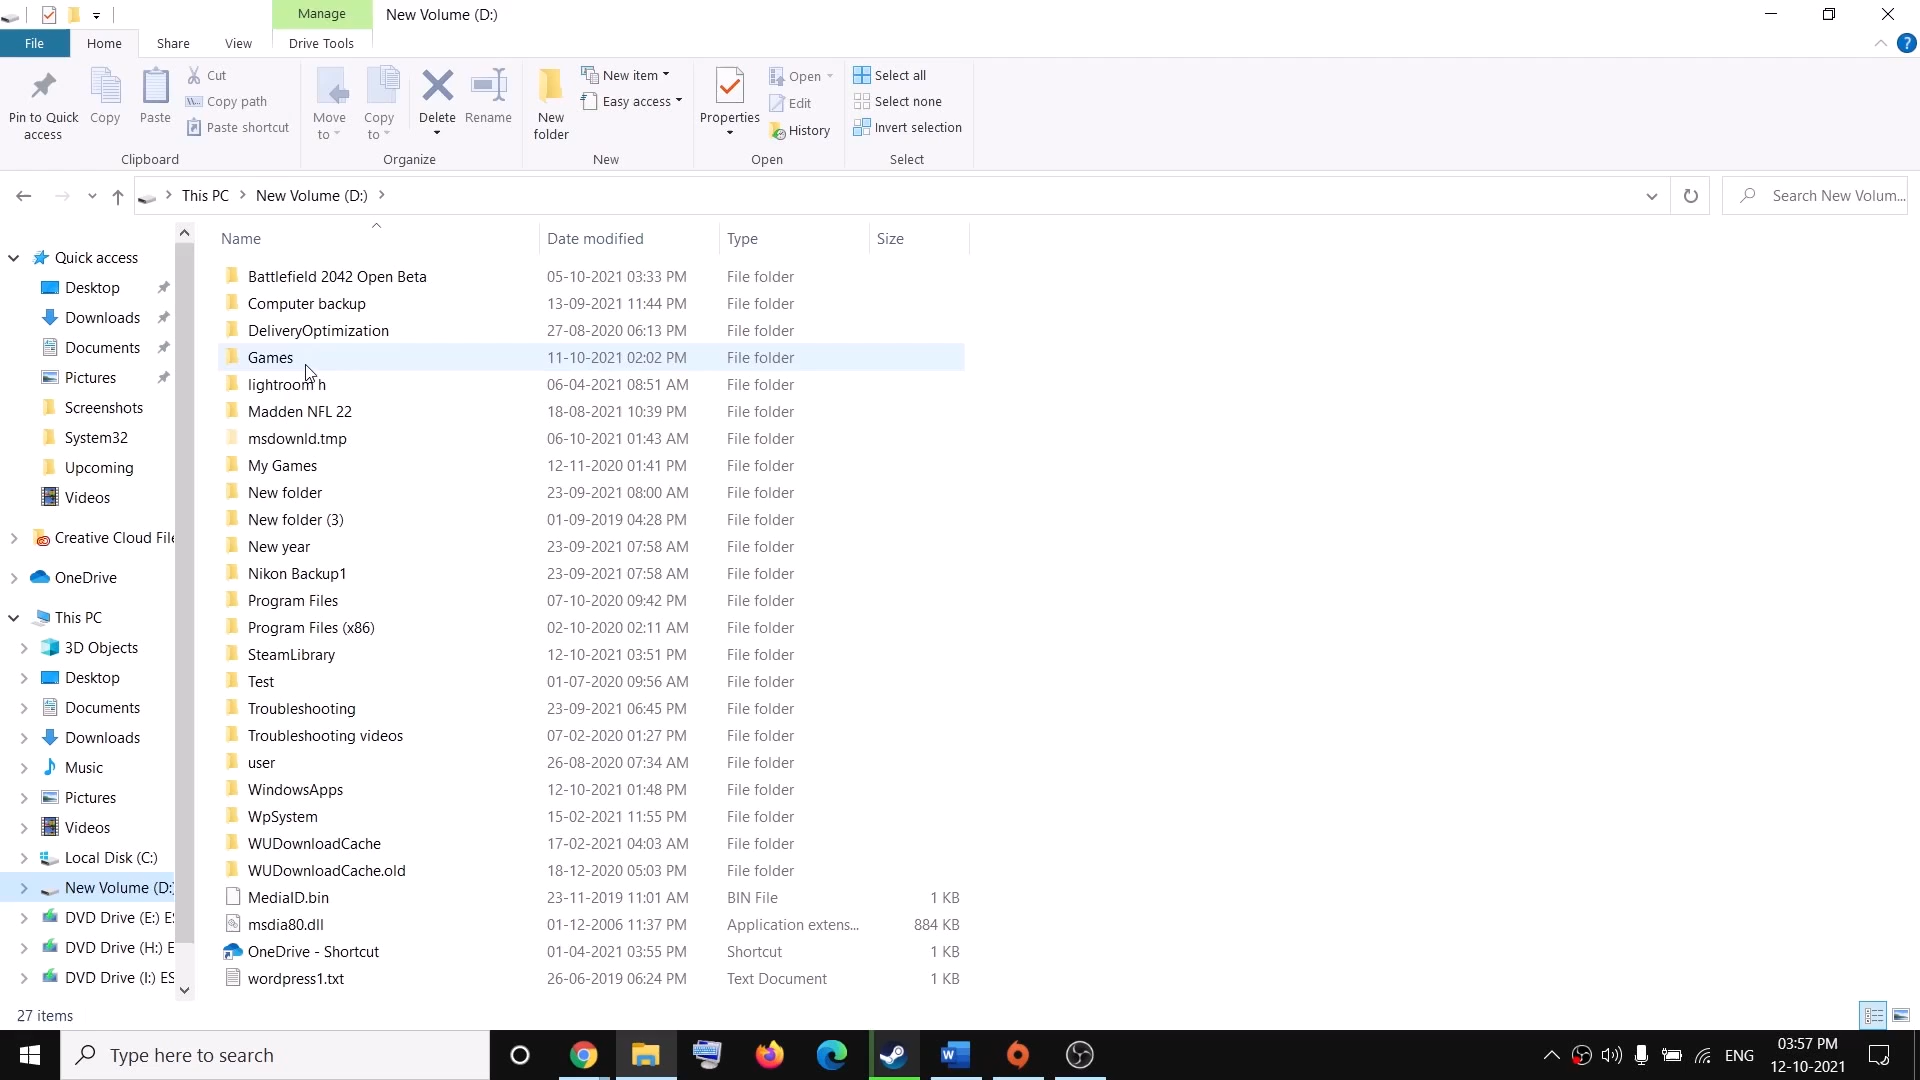 Manage
New Volume (D:)
File
Home
Share
View
Drive Tools
Pin to Quick access
Copy
Paste
Cut
Copy path
Paste shortcut
Clipboard
Move to
Copy to
Delete
Rename
Organize
New folder
New item
Easy access
New
Properties
Open
Edit
History
Open
Select all
Select none
Invert selection
Select
This PC > New Volume (D:) >
Search New Volum...
Name Date modified Type Size
Quick access
Desktop
Downloads
Documents
Pictures
Screenshots
System32
Upcoming
Videos
Creative Cloud File
OneDrive
This PC
3D Objects
Desktop
Documents
Downloads
Music
Pictures
Videos
Local Disk (C:)
New Volume (D:)
DVD Drive (E:) ES
DVD Drive (H:) E
DVD Drive (I:) ES
Battlefield 2042 Open Beta 05-10-2021 03:33 PM File folder
Computer backup 13-09-2021 11:44 PM File folder
DeliveryOptimization 27-08-2020 06:13 PM File folder
Games 11-10-2021 02:02 PM File folder
lightroom h 06-04-2021 08:51 AM File folder
Madden NFL 22 18-08-2021 10:39 PM File folder
msdownld.tmp 06-10-2021 01:43 AM File folder
My Games 12-11-2020 01:41 PM File folder
New folder 23-09-2021 08:00 AM File folder
New folder (3) 01-09-2019 04:28 PM File folder
New year 23-09-2021 07:58 AM File folder
Nikon Backup1 23-09-2021 07:58 AM File folder
Program Files 07-10-2020 09:42 PM File folder
Program Files (x86) 02-10-2020 02:11 AM File folder
SteamLibrary 12-10-2021 03:51 PM File folder
Test 01-07-2020 09:56 AM File folder
Troubleshooting 23-09-2021 06:45 PM File folder
Troubleshooting videos 07-02-2020 01:27 PM File folder
user 26-08-2020 07:34 AM File folder
WindowsApps 12-10-2021 01:48 PM File folder
WpSystem 15-02-2021 11:55 PM File folder
WUDownloadCache 17-02-2021 04:03 AM File folder
WUDownloadCache.old 18-12-2020 05:03 PM File folder
MediaID.bin 23-11-2019 11:01 AM BIN File 1 KB
msdia80.dll 01-12-2006 11:37 PM Application extens... 884 KB
OneDrive - Shortcut 01-04-2021 03:55 PM Shortcut 1 KB
wordpress1.txt 26-06-2019 06:24 PM Text Document 1 KB
27 items
Type here to search
ENG
03:57 PM
12-10-2021